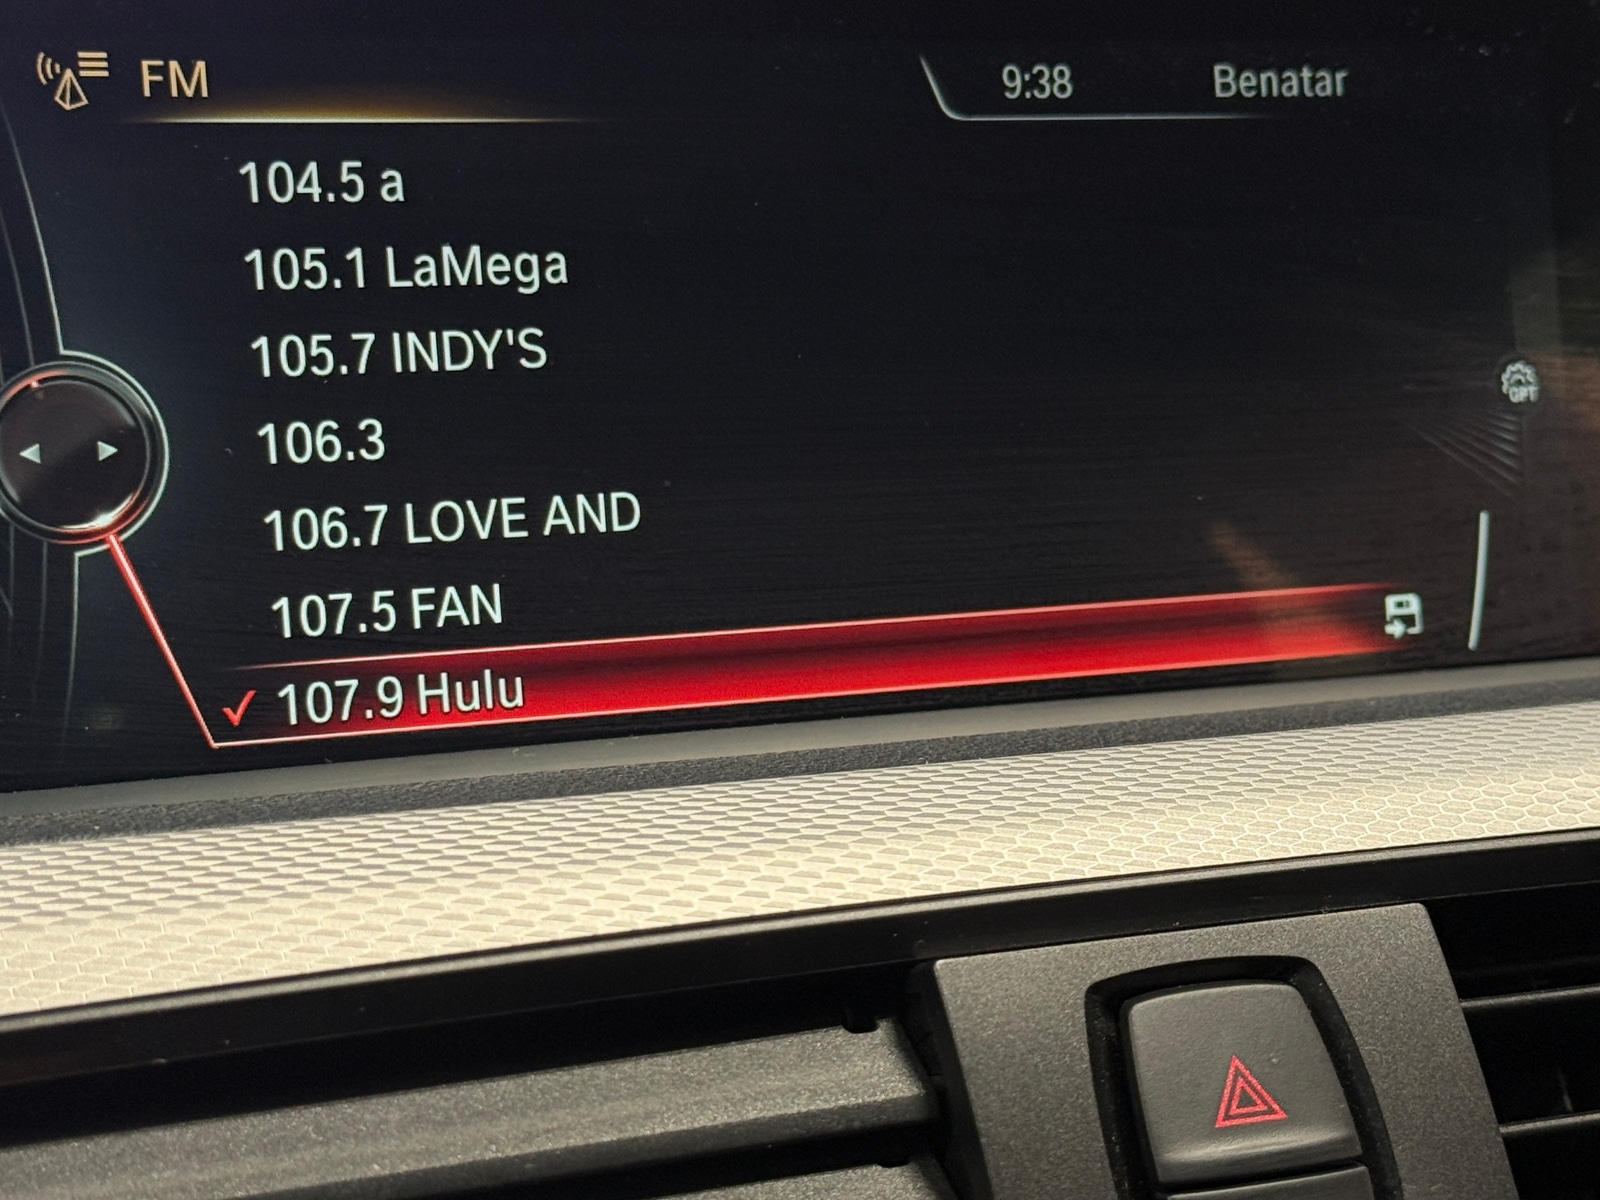 FM
9:38 Benatar
104.5 a
105.1 LaMega
105.7 INDY'S
106.3
106.7 LOVE AND
OPT
107.5 FAN
107.9 Hulu